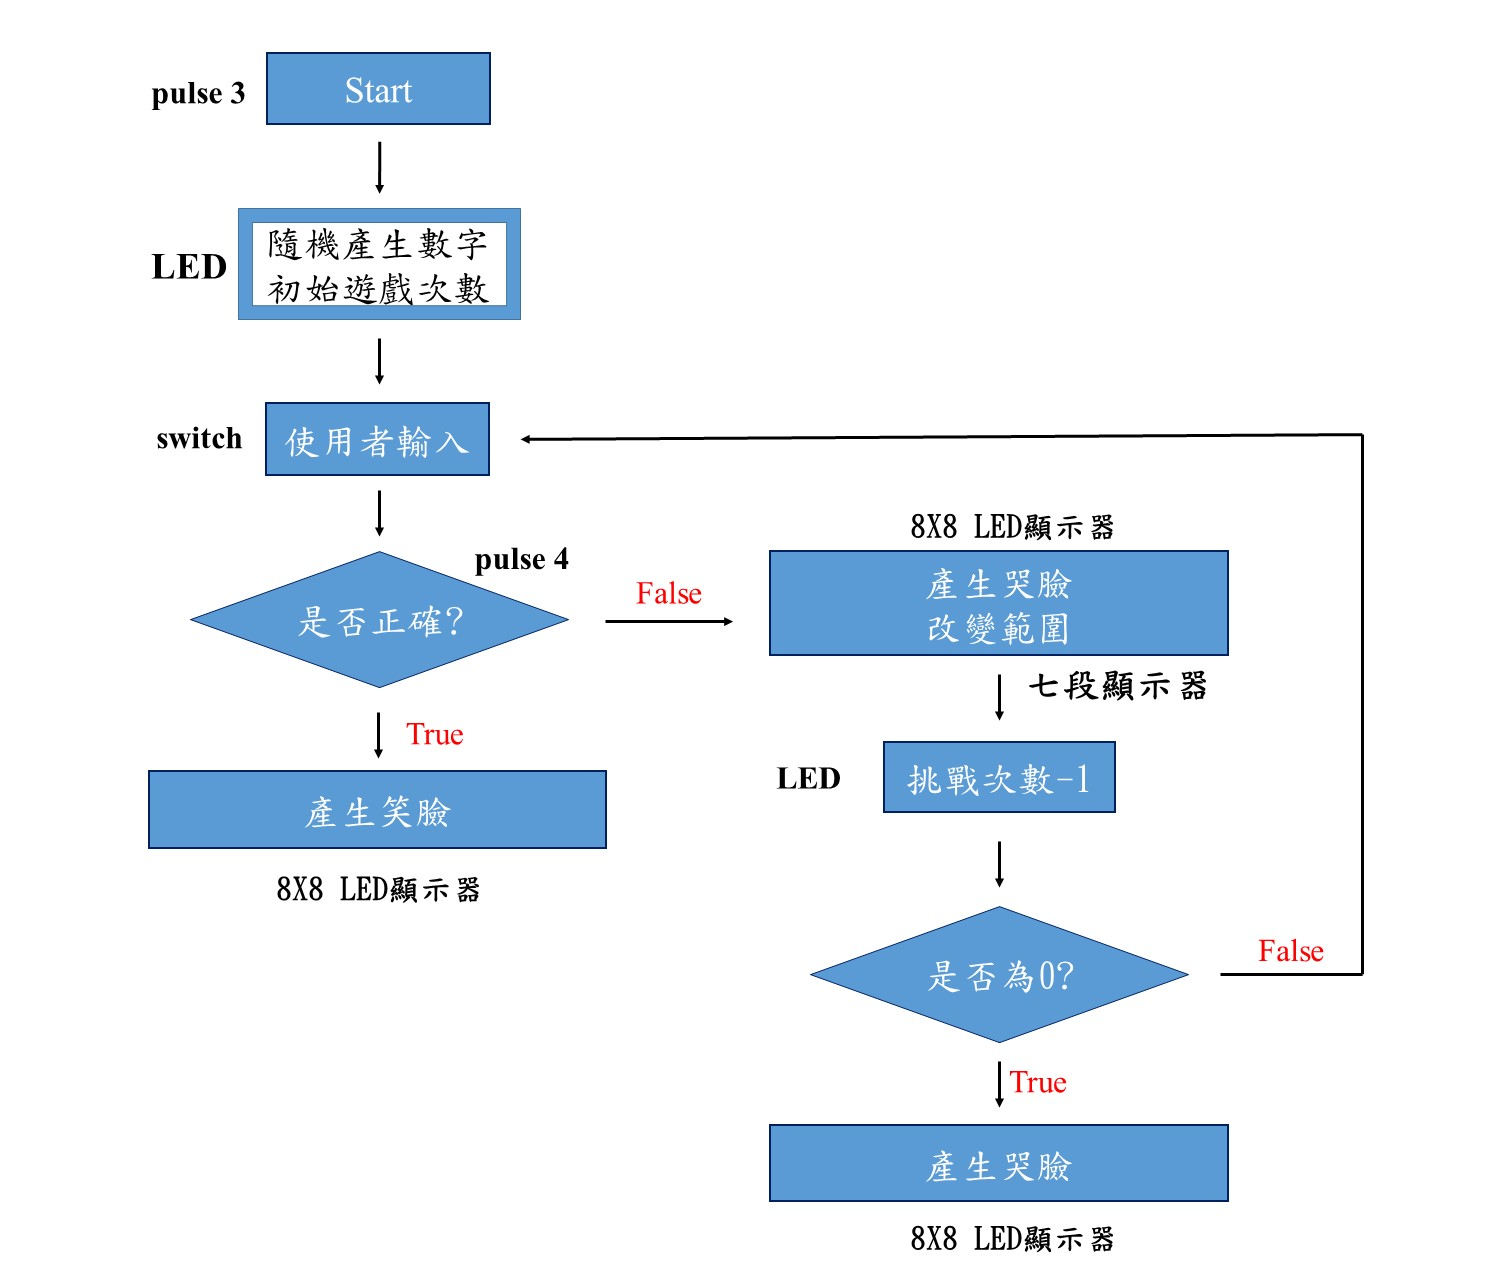 pulse 3
Start
LED
隨機產生數字
初始遊戲次數
switch
使用者輸入
pulse 4
是否正確?
False
True
產生笑臉
8X8 LED顯示器
8X8 LED顯示器
產生哭臉
改變範圍
七段顯示器
LED
挑戰次數-1
是否為0?
False
True
產生哭臉
8X8 LED顯示器